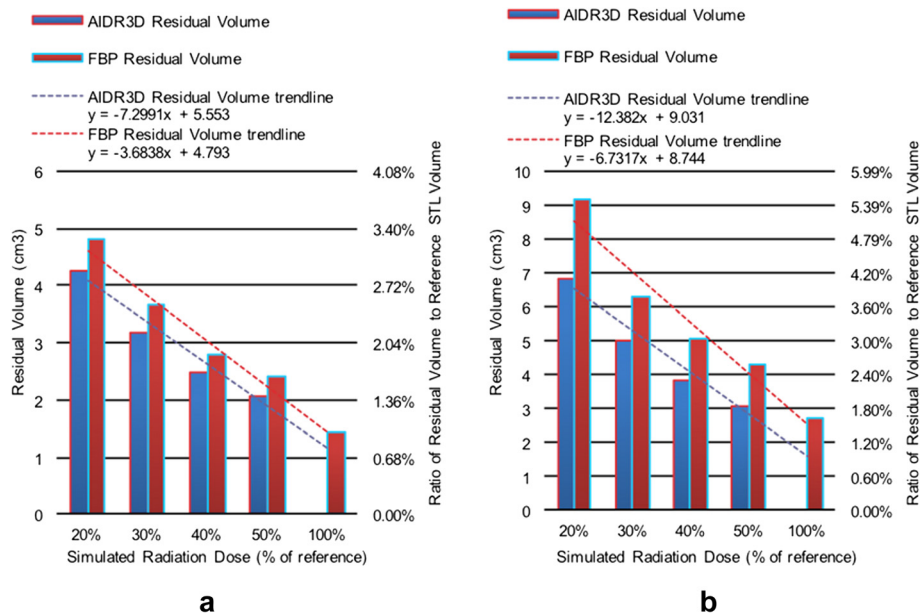 AIDR3D Residual Volume
FBP Residual Volume
AIDR3D Residual Volume trendline
y = -7.2991x + 5.553
FBP Residual Volume trendline
y = -3.6838x + 4.793
6
5
4
3
2
1
0
Residual Volume (cm3)
4.08%
3.40%
2.72%
2.04%
1.36%
0.68%
0.00%
Ratio of Residual Volume to Reference STL Volume
20%
30%
40%
50%
100%
Simulated Radiation Dose (% of reference)
a
AIDR3D Residual Volume
FBP Residual Volume
AIDR3D Residual Volume trendline
y = -12.382x + 9.031
FBP Residual Volume trendline
y = -6.7317x + 8.744
10
9
8
7
6
5
4
3
2
1
0
Residual Volume (cm3)
5.99%
5.39%
4.79%
4.20%
3.60%
3.00%
2.40%
1.80%
1.20%
0.60%
0.00%
Ratio of Residual Volume to Reference STL Volume
20%
30%
40%
50%
100%
Simulated Radiation Dose (% of reference)
b